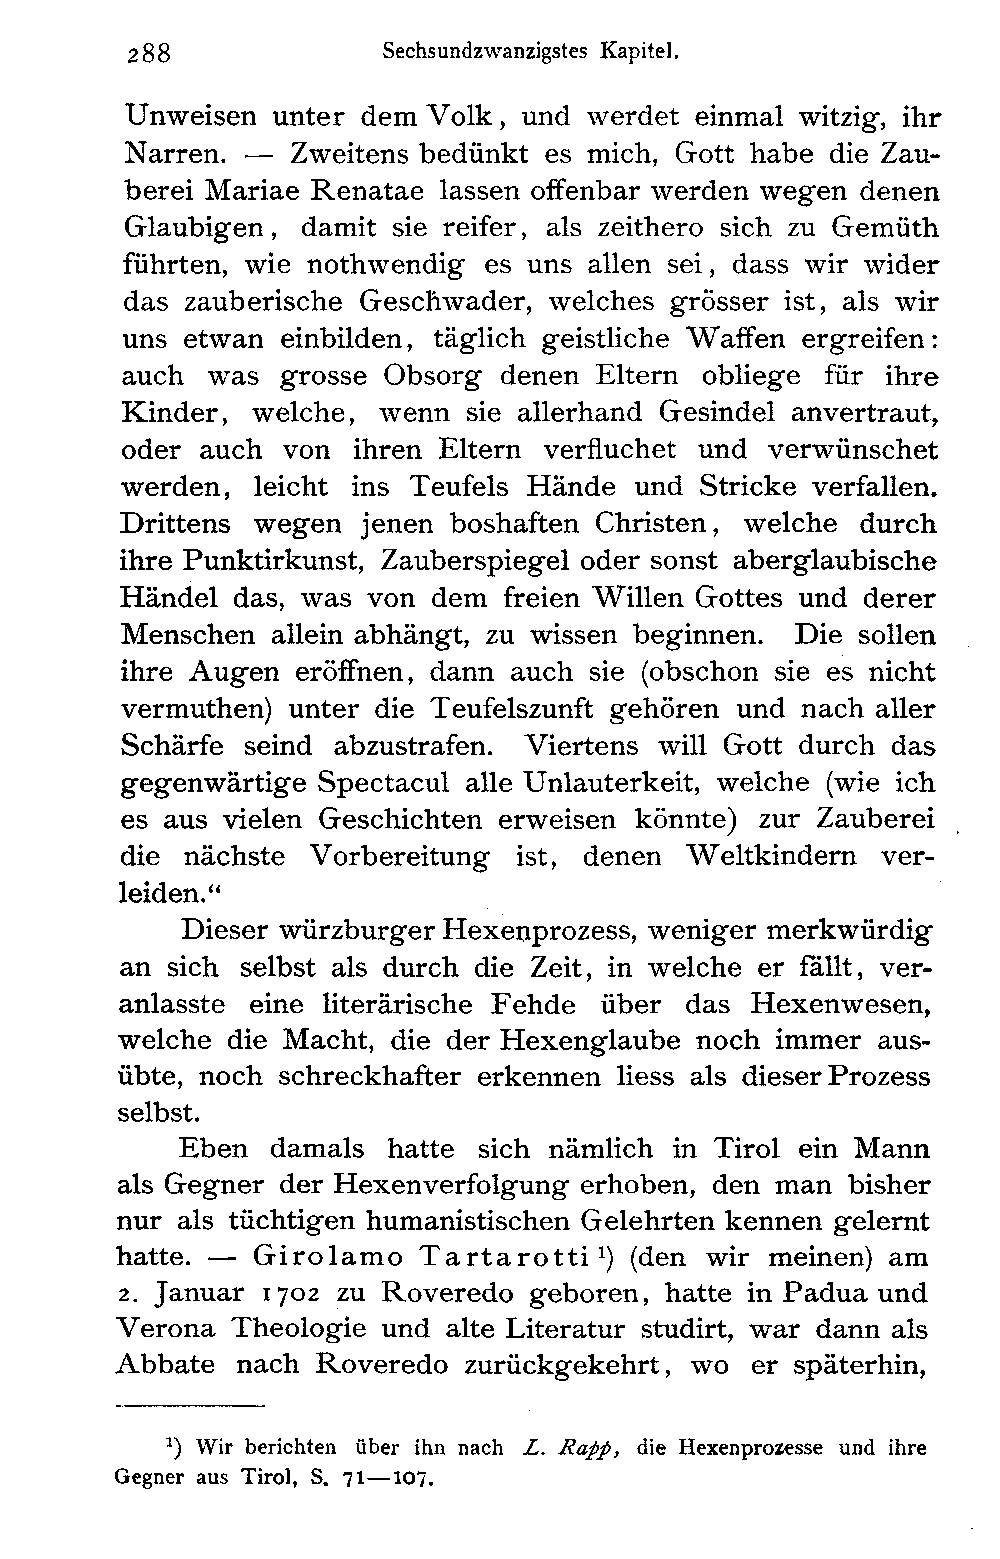 288 Sechsundzwanzigstes Kapitel.
Unweisen unter dem Volk, und werdet einmal witzig, ihr
Narren. — Zweitens bedünkt es mich, Gott habe die Zau-
berei Mariae Renatae lassen offenbar werden wegen denen
Glaubigen, damit sie reifer, als zeithero sich zu Gemüth
führten, wie nothwendig es uns allen sei, dass wir wider
das zauberische Geschwader, welches grösser ist, als wir
uns etwan einbilden, täglich geistliche Waffen ergreifen:
auch was grosse Obsorg denen Eltern obliege für ihre
Kinder, welche, wenn sie allerhand Gesindel anvertraut,
oder auch von ihren Eltern verfluchet und verwünschet
werden, leicht ins Teufels Hände und Stricke verfallen.
Drittens wegen jenen boshaften Christen, welche durch
ihre Punktirkunst, Zauberspiegel oder sonst aberglaubische
Händel das, was von dem freien Willen Gottes und derer
Menschen allein abhängt, zu wissen beginnen. Die sollen
ihre Augen eröffnen, dann auch sie (obschon sie es nicht
vermuthen) unter die Teufelszunft gehören und nach aller
Schärfe seind abzustrafen. Viertens will Gott durch das
gegenwärtige Spectacul alle Unlauterkeit, welche (wie ich
es aus vielen Geschichten erweisen könnte) zur Zauberei
die nächste Vorbereitung ist, denen Weltkindern ver-
leiden.“
Dieser würzburger Hexenprozess, weniger merkwürdig
an sich selbst als durch die Zeit, in welche er fällt, ver-
anlasste eine literärische Fehde über das Hexenwesen,
welche die Macht, die der Hexenglaube noch immer aus-
übte, noch schreckhafter erkennen liess als dieser Prozess
selbst.
Eben damals hatte sich nämlich in Tirol ein Mann
als Gegner der Hexenverfolgung erhoben, den man bisher
nur als tüchtigen humanistischen Gelehrten kennen gelernt
hatte. — Girolamo Tartarotti ¹) (den wir meinen) am
2. Januar 1702 zu Roveredo geboren, hatte in Padua und
Verona Theologie und alte Literatur studirt, war dann als
Abbate nach Roveredo zurückgekehrt, wo er späterhin,
¹) Wir berichten über ihn nach L. Rapp, die Hexenprozesse und ihre
Gegner aus Tirol, S. 71—107.